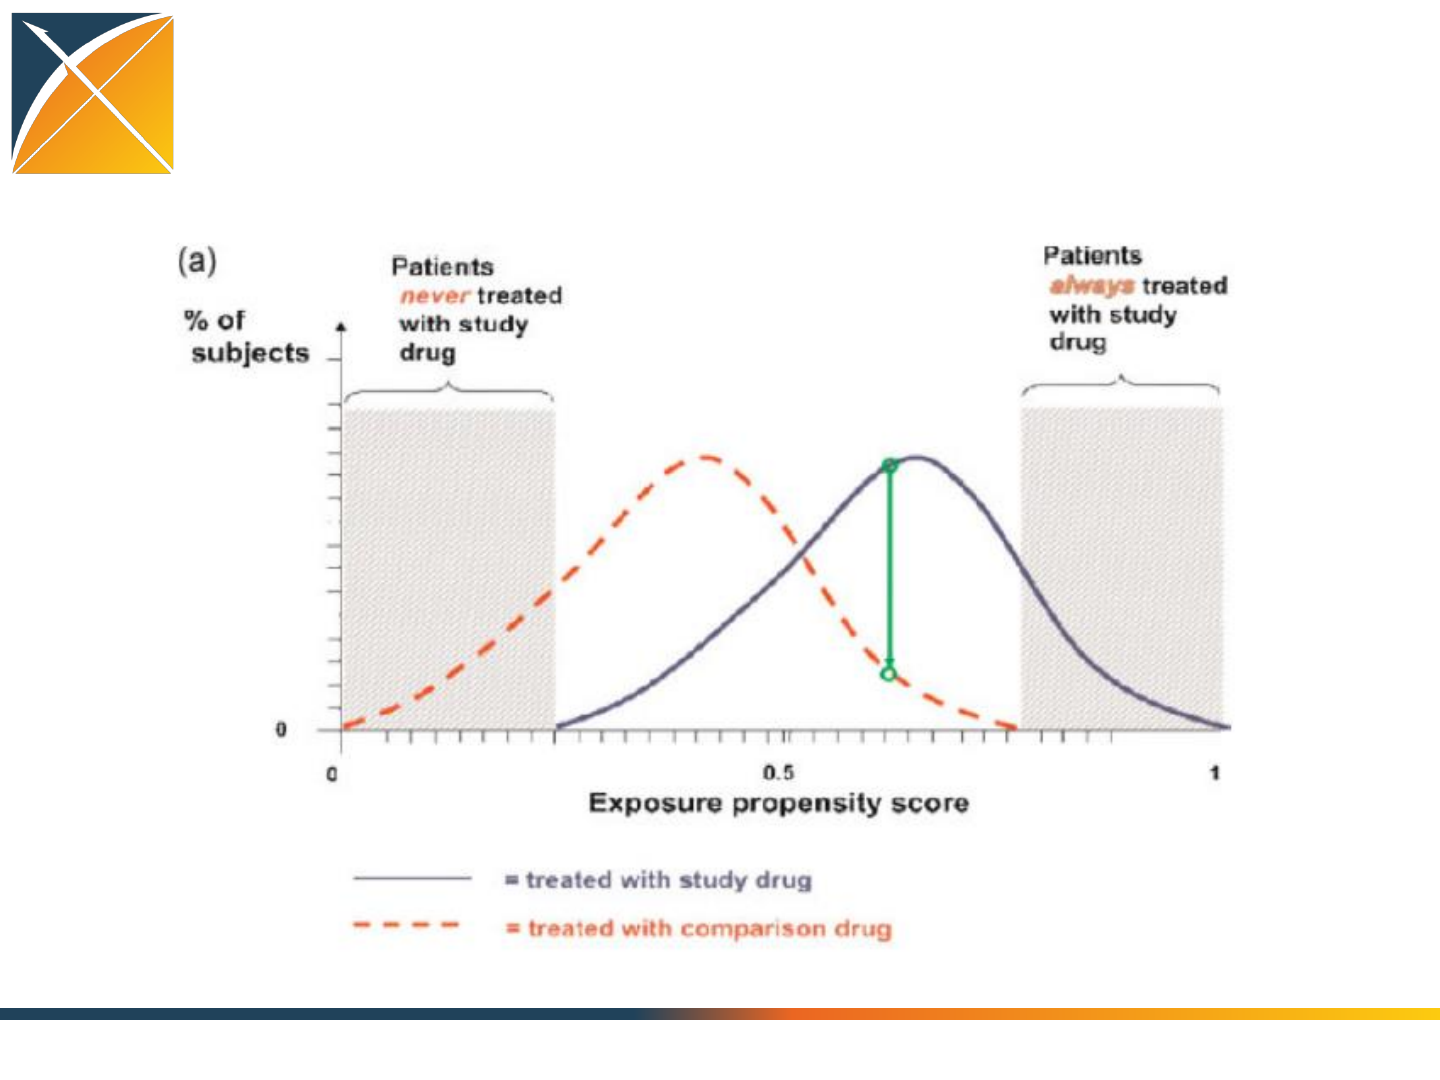 (a)
Patients
never treated
with study
drug
Patients
always treated
with study
drug
% of
subjects
0
0
0.5
1
Exposure propensity score
= treated with study drug
= treated with comparison drug